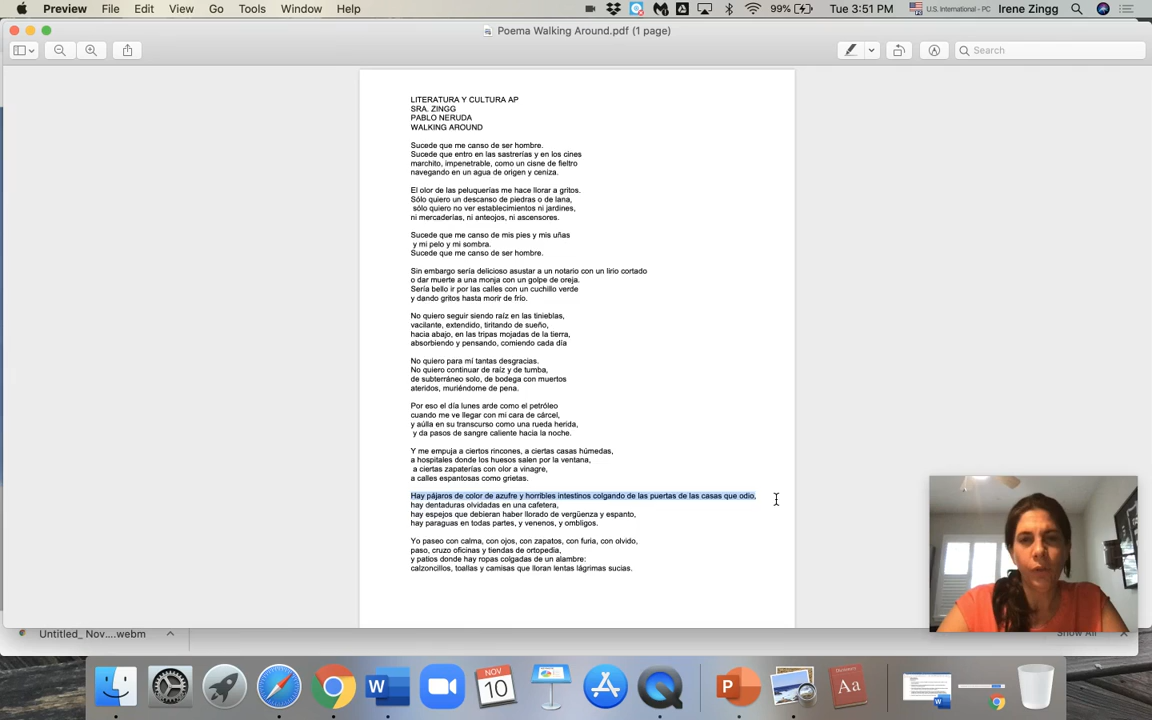 Preview File Edit View Go Tools Window Help 99% Tue 3:51 PM U.S. International - PC Irene Zingg
Poema Walking Around.pdf (1 page)
Search
LITERATURA Y CULTURA AP
SRA. ZINGG
PABLO NERUDA
WALKING AROUND
Sucede que me canso de ser hombre.
Sucede que entro en las sastrerías y en los cines
marchito, impenetrable, como un cisne de fieltro
navegando en un agua de origen y ceniza.
El olor de las peluquerías me hace llorar a gritos.
Sólo quiero un descanso de piedras o de lana,
sólo quiero no ver establecimientos ni jardines,
ni mercaderías, ni anteojos, ni ascensores.
Sucede que me canso de mis pies y mis uñas
y mi pelo y mi sombra.
Sucede que me canso de ser hombre.
Sin embargo sería delicioso asustar a un notario con un lirio cortado
o dar muerte a una monja con un golpe de oreja.
Sería bello ir por las calles con un cuchillo verde
y dando gritos hasta morir de frío.
No quiero seguir siendo raíz en las tinieblas,
vacilante, extendido, tiritando de sueño,
hacia abajo, en las tripas mojadas de la tierra,
absorbiendo y pensando, comiendo cada día
No quiero para mí tantas desgracias.
No quiero continuar de raíz y de tumba,
de subterráneo solo, de bodega con muertos
ateridos, muriéndome de pena.
Por eso el día lunes arde como el petróleo
cuando me ve llegar con mi cara de cárcel,
y aúlla en su transcurso como una rueda herida,
y da pasos de sangre caliente hacia la noche.
Y me empuja a ciertos rincones, a ciertas casas húmedas,
a hospitales donde los huesos salen por la ventana,
a ciertas zapaterías con olor a vinagre,
a calles espantosas como grietas.
Hay pájaros de color de azufre y horribles intestinos colgando de las puertas de las casas que odio,
hay dentaduras olvidadas en una cafetera,
hay espejos que debieran haber llorado de vergüenza y espanto,
hay paraguas en todas partes, y venenos, y ombligos.
Yo paseo con calma, con ojos, con zapatos, con furia, con olvido,
paso, cruzo oficinas y tiendas de ortopedia,
y patios donde hay ropas colgadas de un alambre:
calzoncillos, toallas y camisas que lloran lentas lágrimas sucias.
Untitled_ Nov....webm
Show All
W NOV 10 P Aa